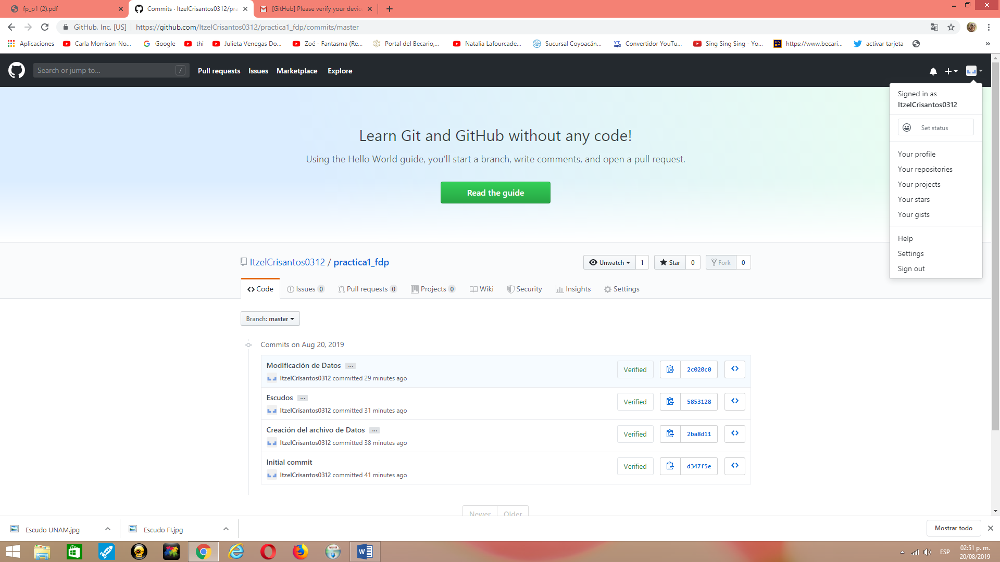 fp_p1 (2).pdf
Commits · ItzelCrisantos0312/pra
[GitHub] Please verify your device
GitHub, Inc. [US]
https://github.com/ItzelCrisantos0312/practica1_fdp/commits/master
Aplicaciones
Carla Morrison-No...
Google
thi
Julieta Venegas Do...
Zoé - Fantasma (Re...
Portal del Becario,...
Natalia Lafourcade...
Sucursal Coyoacán...
Convertidor YouTu...
Sing Sing Sing - Yo...
https://www.becari...
activar tarjeta
Search or jump to...
/
Pull requests
Issues
Marketplace
Explore
Signed in as
ItzelCrisantos0312
Set status
Your profile
Your repositories
Your projects
Your stars
Your gists
Help
Settings
Sign out
Learn Git and GitHub without any code!
Using the Hello World guide, you’ll start a branch, write comments, and open a pull request.
Read the guide
ItzelCrisantos0312 / practica1_fdp
Unwatch
1
Star
0
Fork
0
Code
Issues 0
Pull requests 0
Projects 0
Wiki
Security
Insights
Settings
Branch: master
Commits on Aug 20, 2019
Modificación de Datos ...
ItzelCrisantos0312 committed 29 minutes ago
Verified
2c020c0
Escudos ...
ItzelCrisantos0312 committed 31 minutes ago
Verified
5853128
Creación del archivo de Datos ...
ItzelCrisantos0312 committed 38 minutes ago
Verified
2ba8d11
Initial commit
ItzelCrisantos0312 committed 41 minutes ago
Verified
d347f5e
Newer
Older
Escudo UNAM.jpg
Escudo FI.jpg
Mostrar todo
ESP
02:51 p. m.
20/08/2019